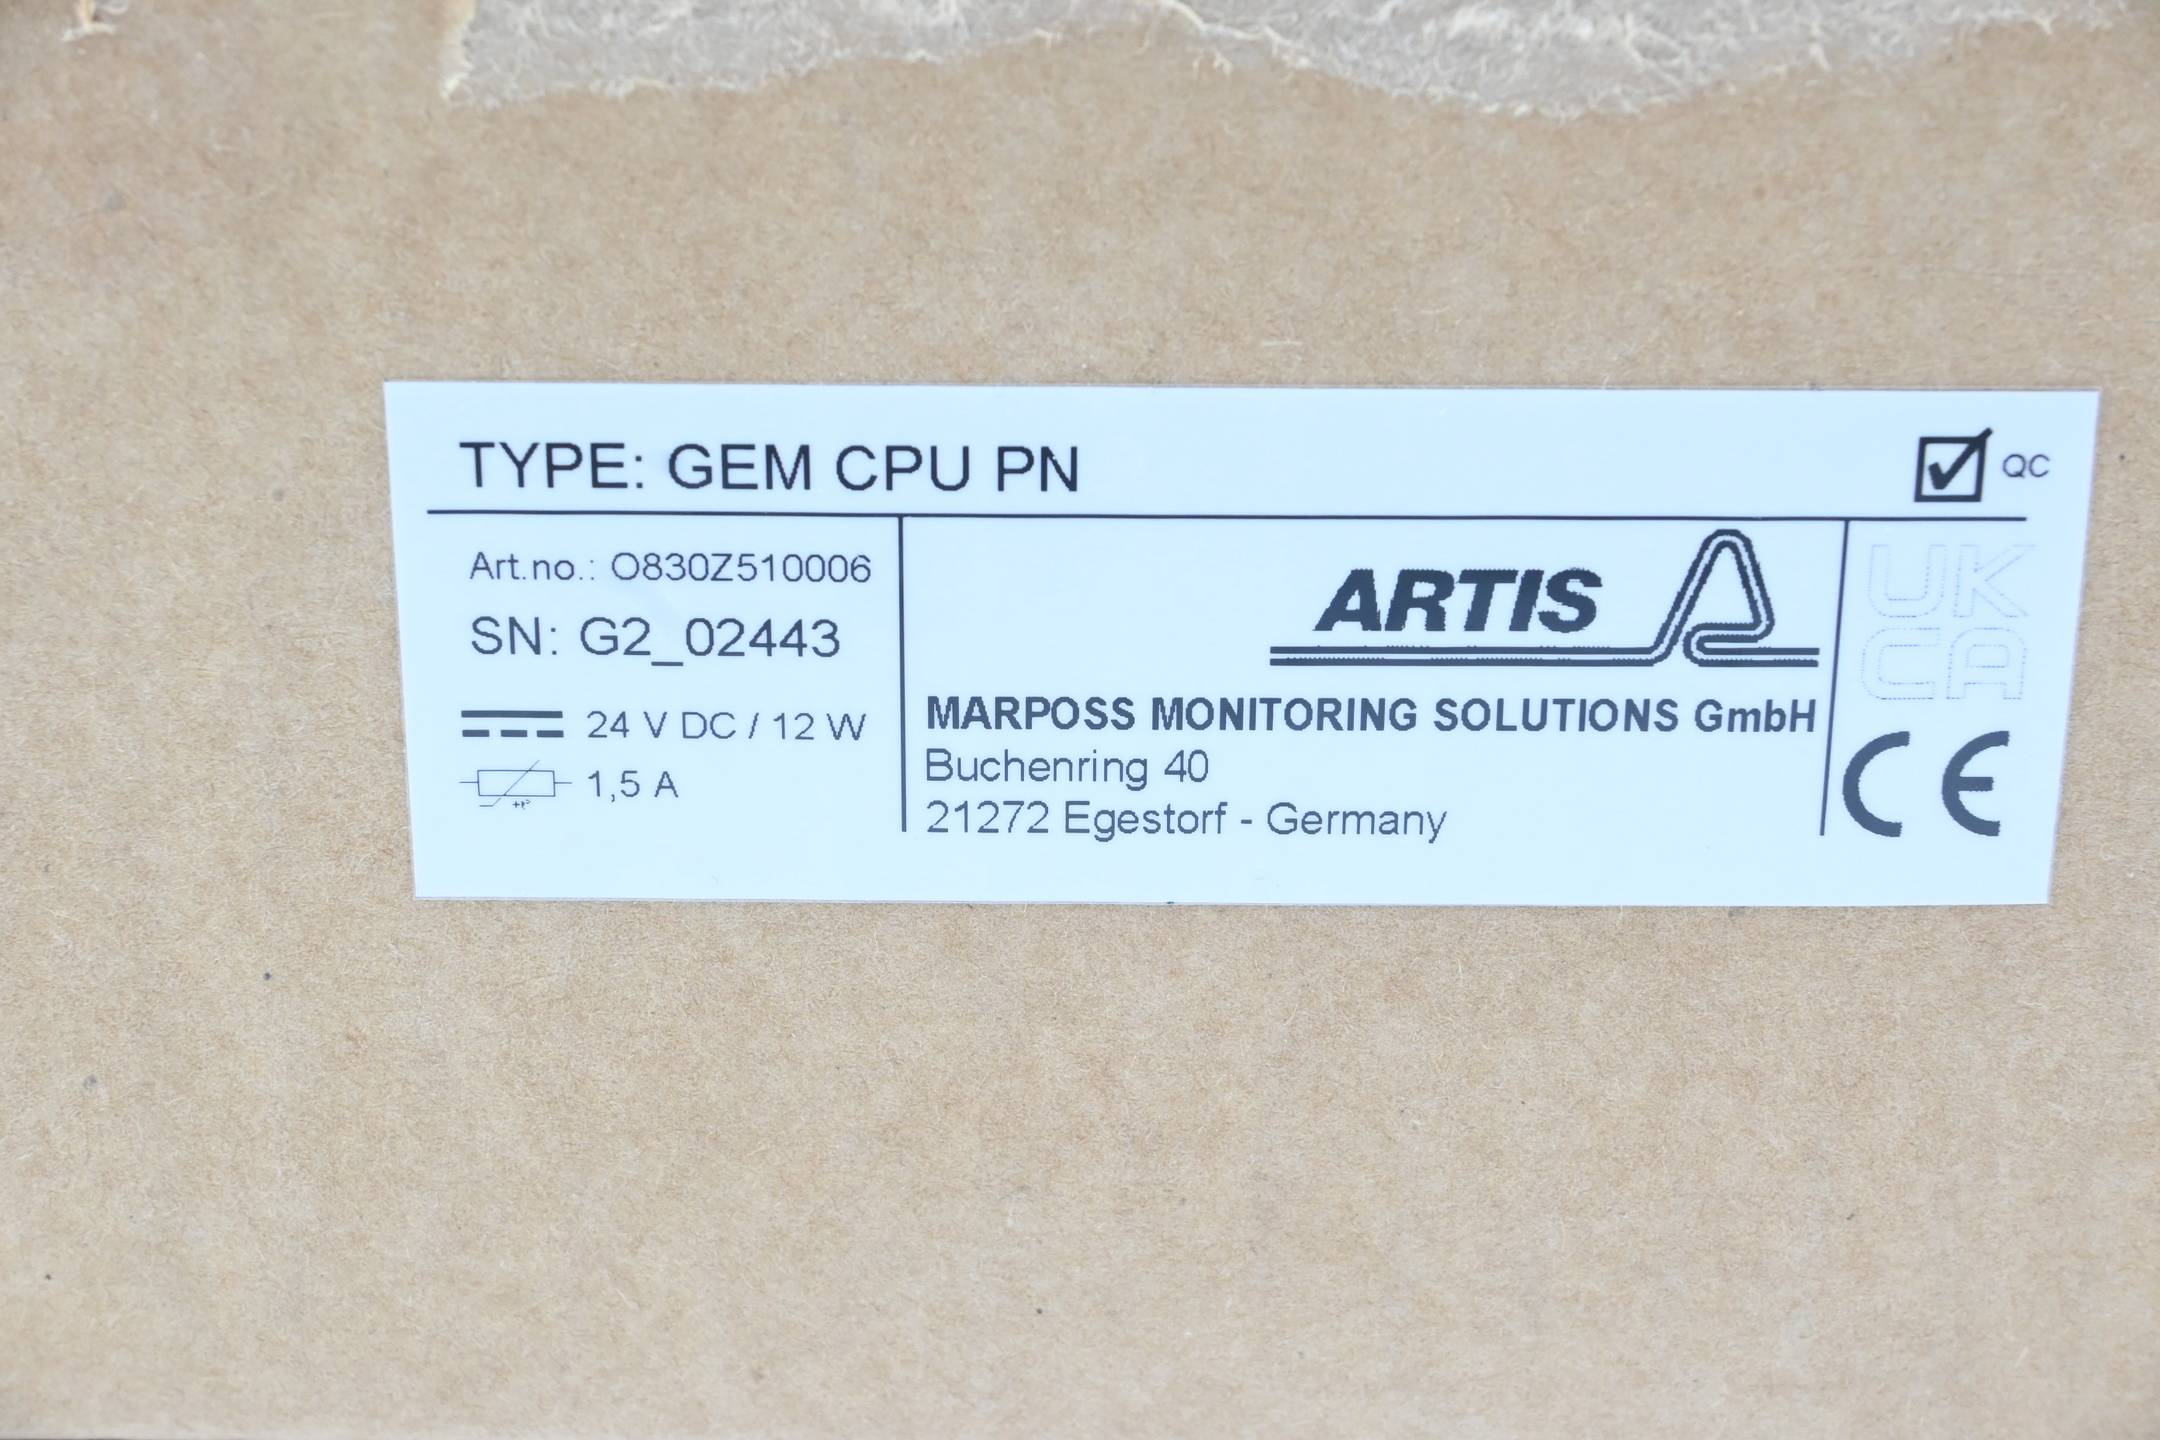 TYPE: GEM CPU PN
QC
Art.no.: O830Z510006
SN: G2_02443
24 V DC / 12 W
+t°
1,5 A
ARTIS
MARPOSS MONITORING SOLUTIONS GmbH
Buchenring 40
21272 Egestorf - Germany
UK
CA
CE